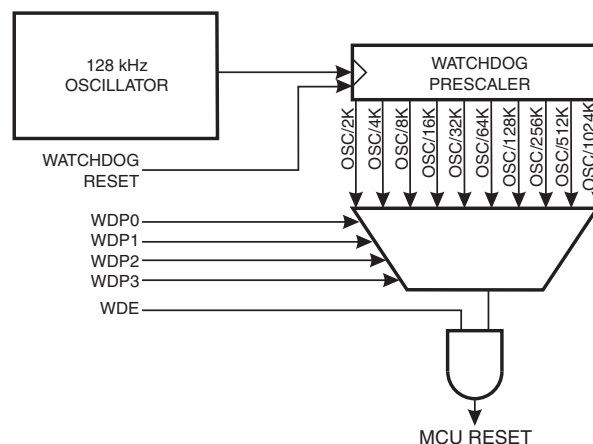 128 kHz
OSCILLATOR
WATCHDOG
PRESCALER
OSC/2K
OSC/4K
OSC/8K
OSC/16K
OSC/32K
OSC/64K
OSC/128K
OSC/256K
OSC/512K
OSC/1024K
WATCHDOG
RESET
WDP0
WDP1
WDP2
WDP3
WDE
MCU RESET